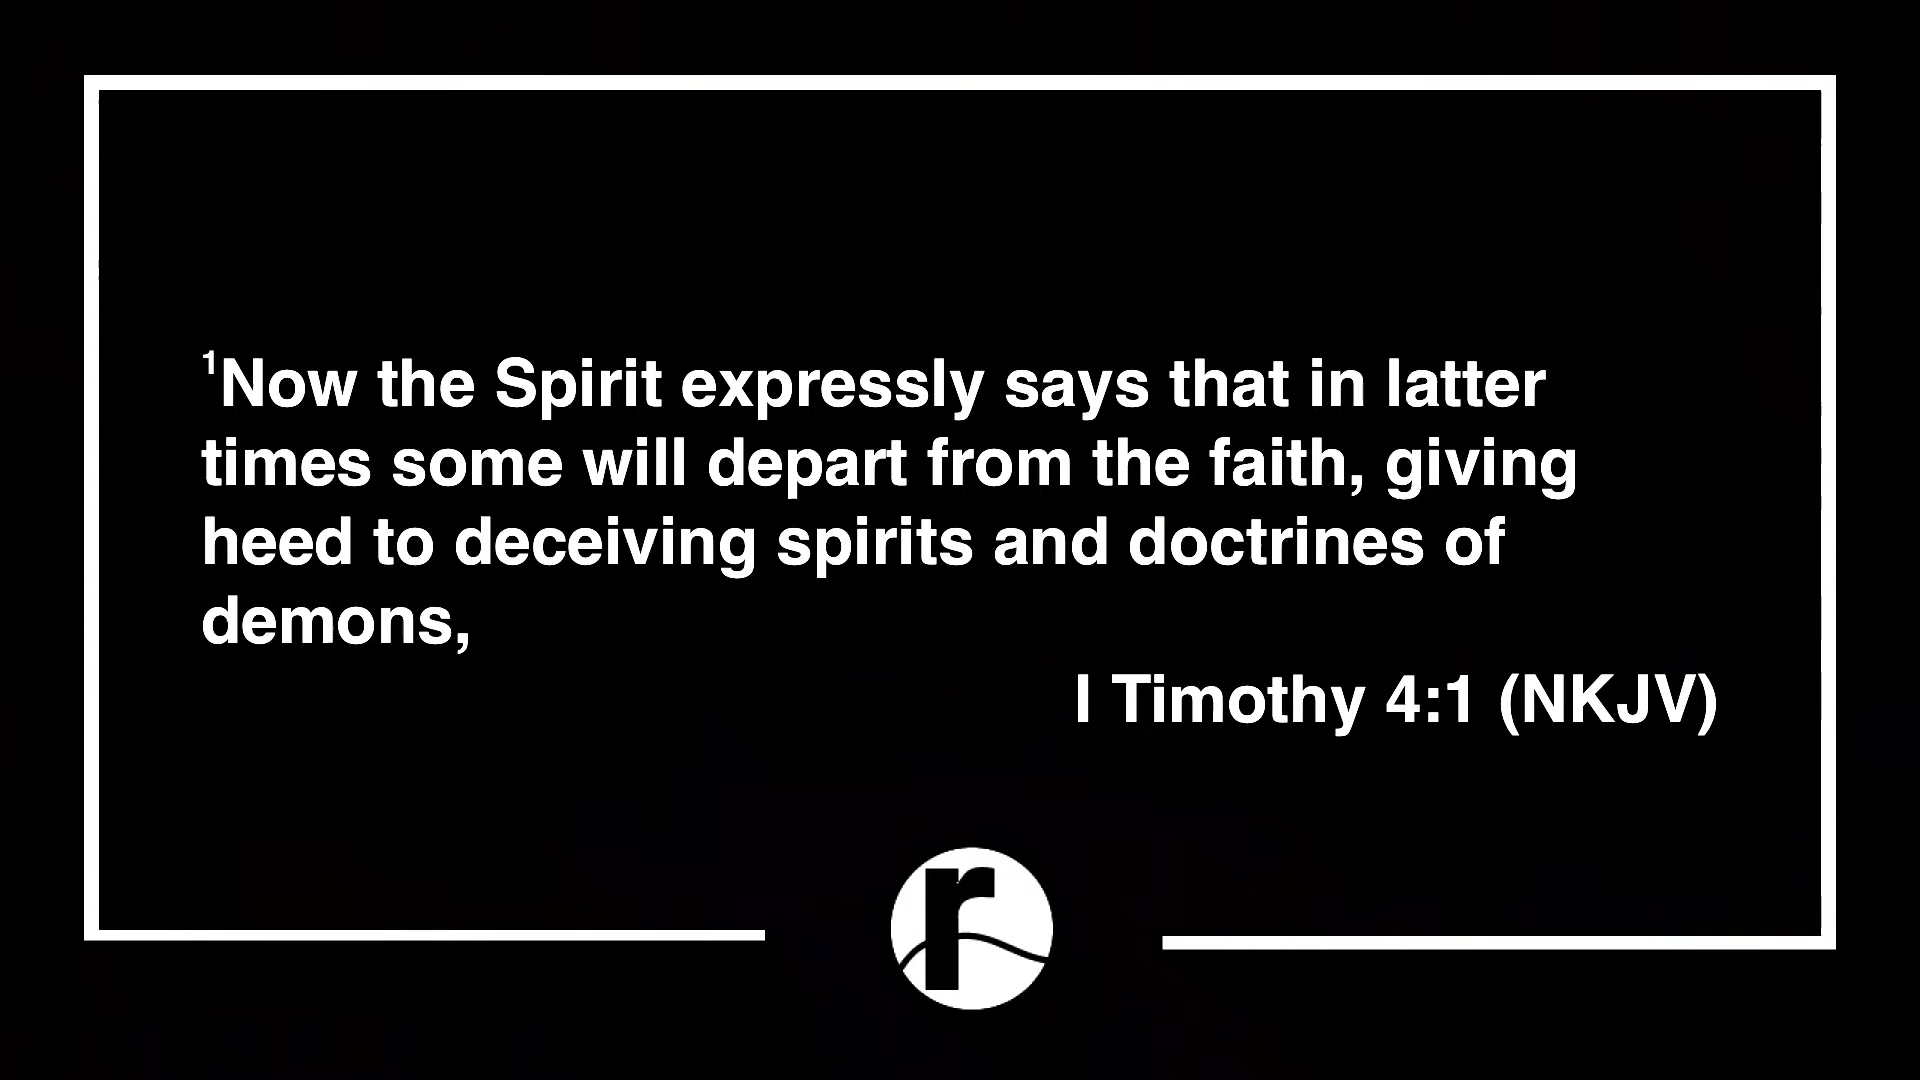 ¹Now the Spirit expressly says that in latter
times some will depart from the faith, giving
heed to deceiving spirits and doctrines of
demons,
I Timothy 4:1 (NKJV)
r